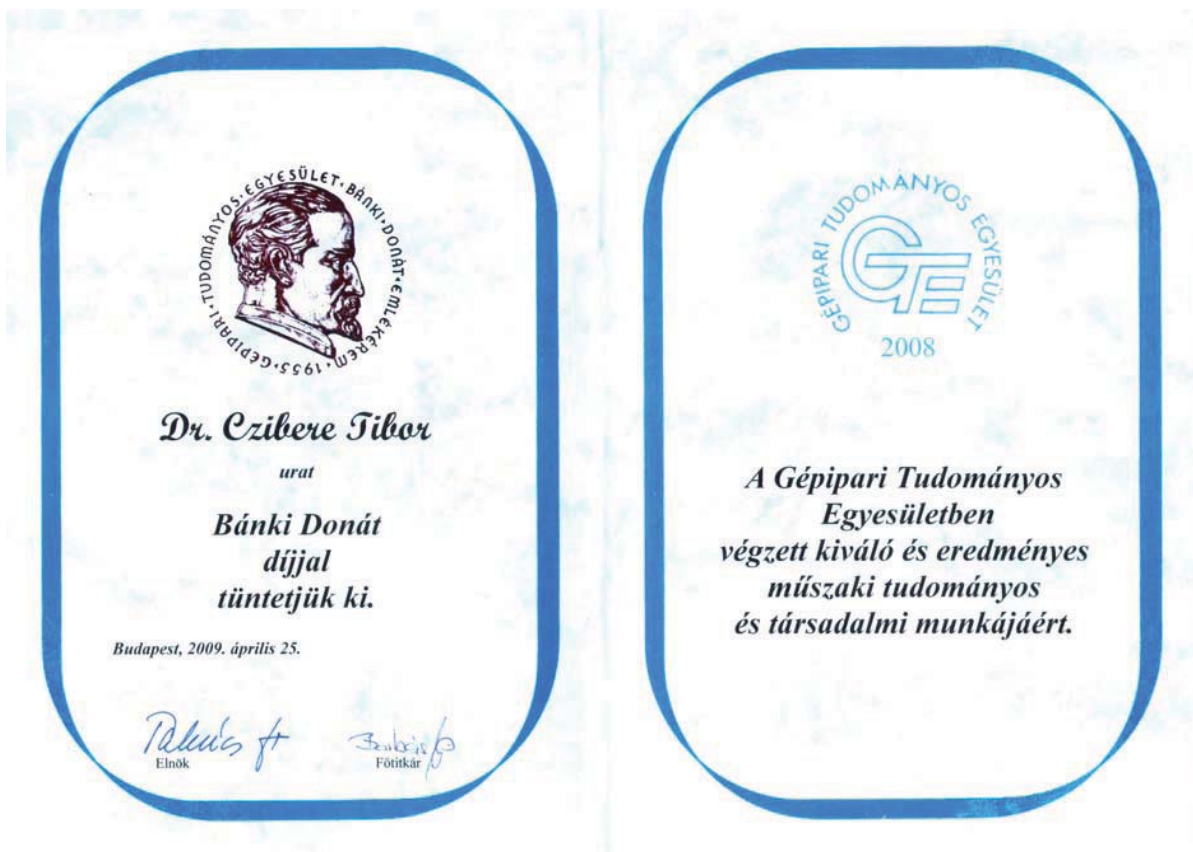 GÉPIPARI·TUDOMÁNYOS·EGYESÜLET·BÁNKI·DONÁT·EMLÉKÉREM·1955·
Dr. Czibere Tibor
urat
Bánki Donát
díjjal
tüntetjük ki.
Budapest, 2009. április 25.
Elnök
Főtitkár
GÉPIPARI TUDOMÁNYOS EGYESÜLET
GTE
2008
A Gépipari Tudományos
Egyesületben
végzett kiváló és eredményes
műszaki tudományos
és társadalmi munkájáért.